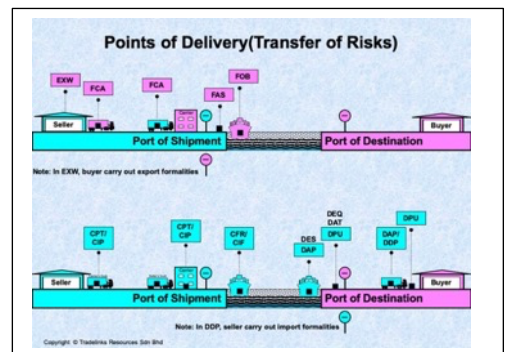 Points of Delivery(Transfer of Risks)
EXW
FCA
FCA
FAS
FOB
Seller
Buyer
Port of Shipment
Port of Destination
Note: In EXW, buyer carry out export formalities
CPT/
CIP
CPT/
CIP
CFR/
CIF
DES
DAP
DEQ
DAT
DPU
DAP/
DDP
DPU
Seller
Buyer
Port of Shipment
Port of Destination
Note: In DDP, seller carry out import formalities
Copyright © Tradelinks Resources Sdn Bhd